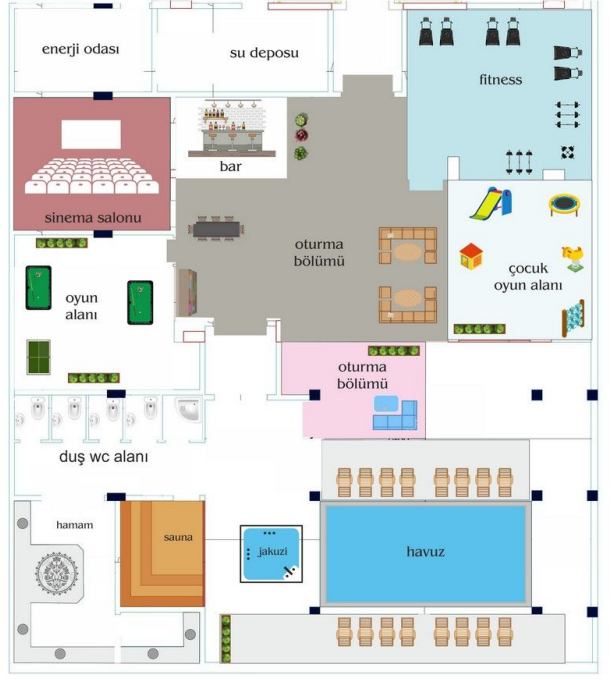 enerji odası
su deposu
fitness
bar
sinema salonu
oturma
bölümü
çocuk
oyun alanı
oyun
alanı
oturma
bölümü
duş wc alanı
hamam
sauna
jakuzi
havuz